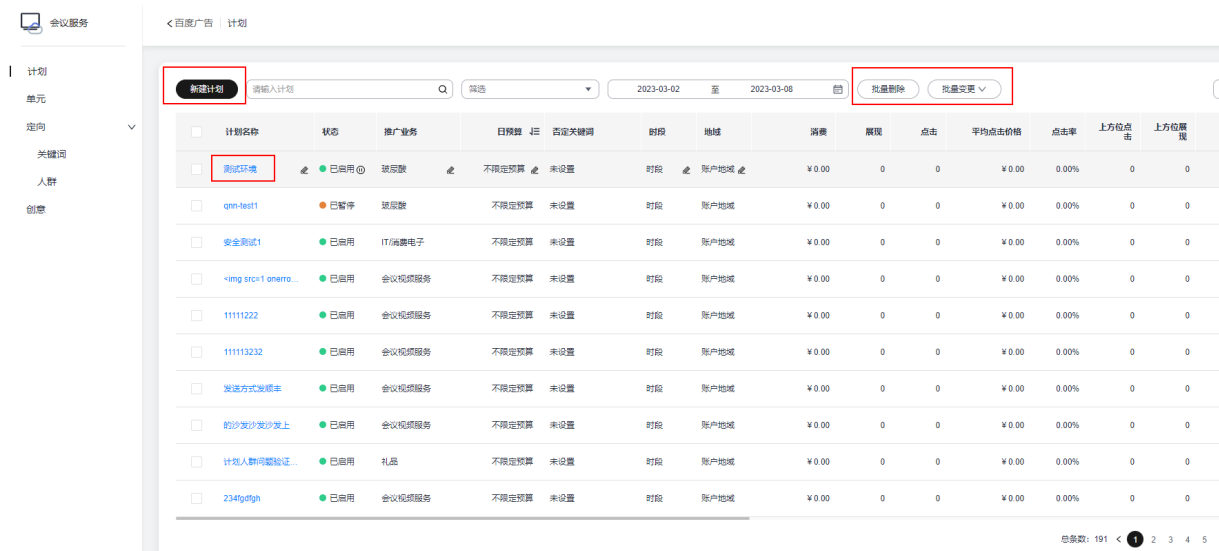 会议服务
百度广告 计划
计划
单元
定向
关键词
人群
创意
新建计划 请输入计划 筛选 2023-03-02 至 2023-03-08 批量删除 批量变更
计划名称 状态 推广业务 日预算 否定关键词 时段 地域 消费 展现 点击 平均点击价格 点击率 上方位点击 上方位展现
测试环境 已启用 玻尿酸 不限定预算 未设置 时段 账户地域 ¥ 0.00 0 0 ¥ 0.00 0.00% 0 0
qnn-test1 已暂停 玻尿酸 不限定预算 未设置 时段 账户地域 ¥ 0.00 0 0 ¥ 0.00 0.00% 0 0
安全测试1 已启用 IT/消费电子 不限定预算 未设置 时段 账户地域 ¥ 0.00 0 0 ¥ 0.00 0.00% 0 0
<img src=1 onerro... 已启用 会议视频服务 不限定预算 未设置 时段 账户地域 ¥ 0.00 0 0 ¥ 0.00 0.00% 0 0
11111222 已启用 会议视频服务 不限定预算 未设置 时段 账户地域 ¥ 0.00 0 0 ¥ 0.00 0.00% 0 0
111113232 已启用 会议视频服务 不限定预算 未设置 时段 账户地域 ¥ 0.00 0 0 ¥ 0.00 0.00% 0 0
发送方式发顺丰 已启用 会议视频服务 不限定预算 未设置 时段 账户地域 ¥ 0.00 0 0 ¥ 0.00 0.00% 0 0
的沙发沙发沙发上 已启用 会议视频服务 不限定预算 未设置 时段 账户地域 ¥ 0.00 0 0 ¥ 0.00 0.00% 0 0
计划人群问题验证... 已启用 礼品 不限定预算 未设置 时段 账户地域 ¥ 0.00 0 0 ¥ 0.00 0.00% 0 0
234fgdfgh 已启用 会议视频服务 不限定预算 未设置 时段 账户地域 ¥ 0.00 0 0 ¥ 0.00 0.00% 0 0
总条数: 191 < 1 2 3 4 5